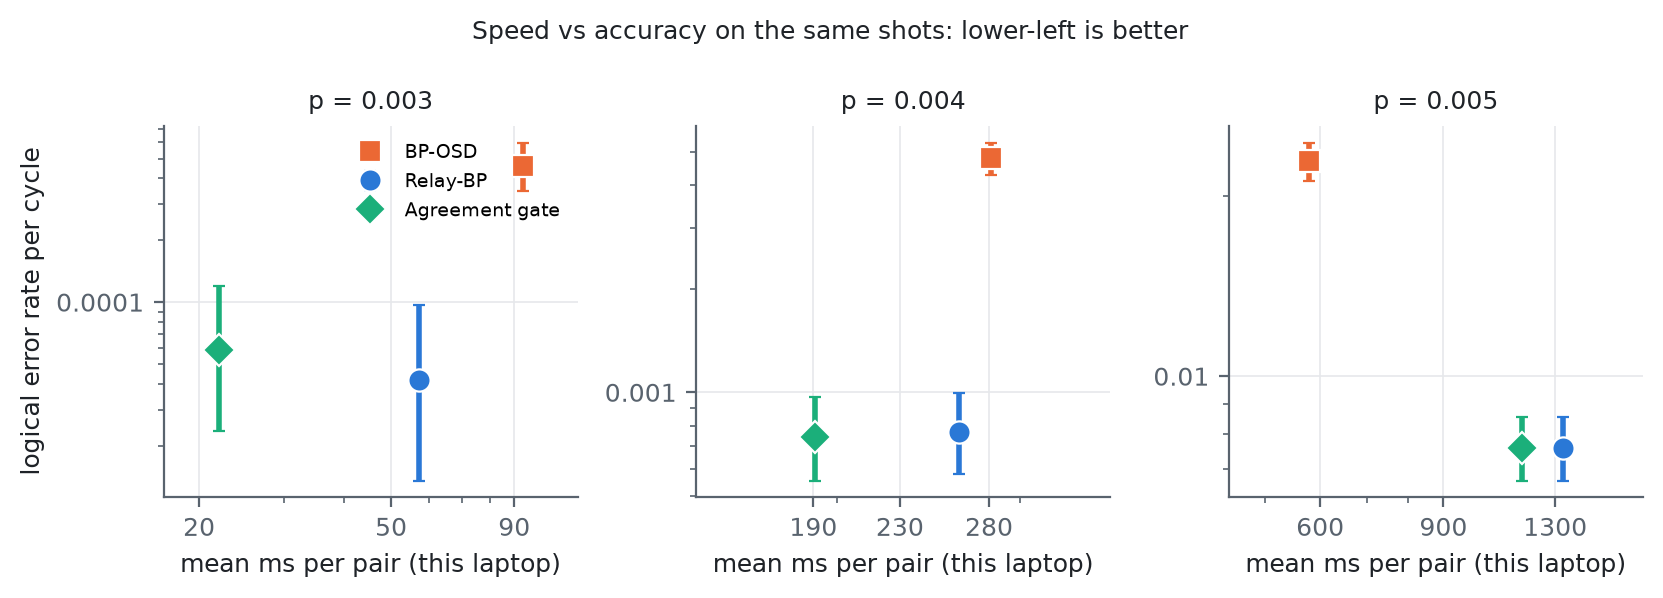 Speed vs accuracy on the same shots: lower-left is better
p = 0.003
p = 0.004
p = 0.005
logical error rate per cycle
BP-OSD
Relay-BP
Agreement gate
0.0001
0.001
0.01
20 50 90
190 230 280
600 900 1300
mean ms per pair (this laptop)
mean ms per pair (this laptop)
mean ms per pair (this laptop)